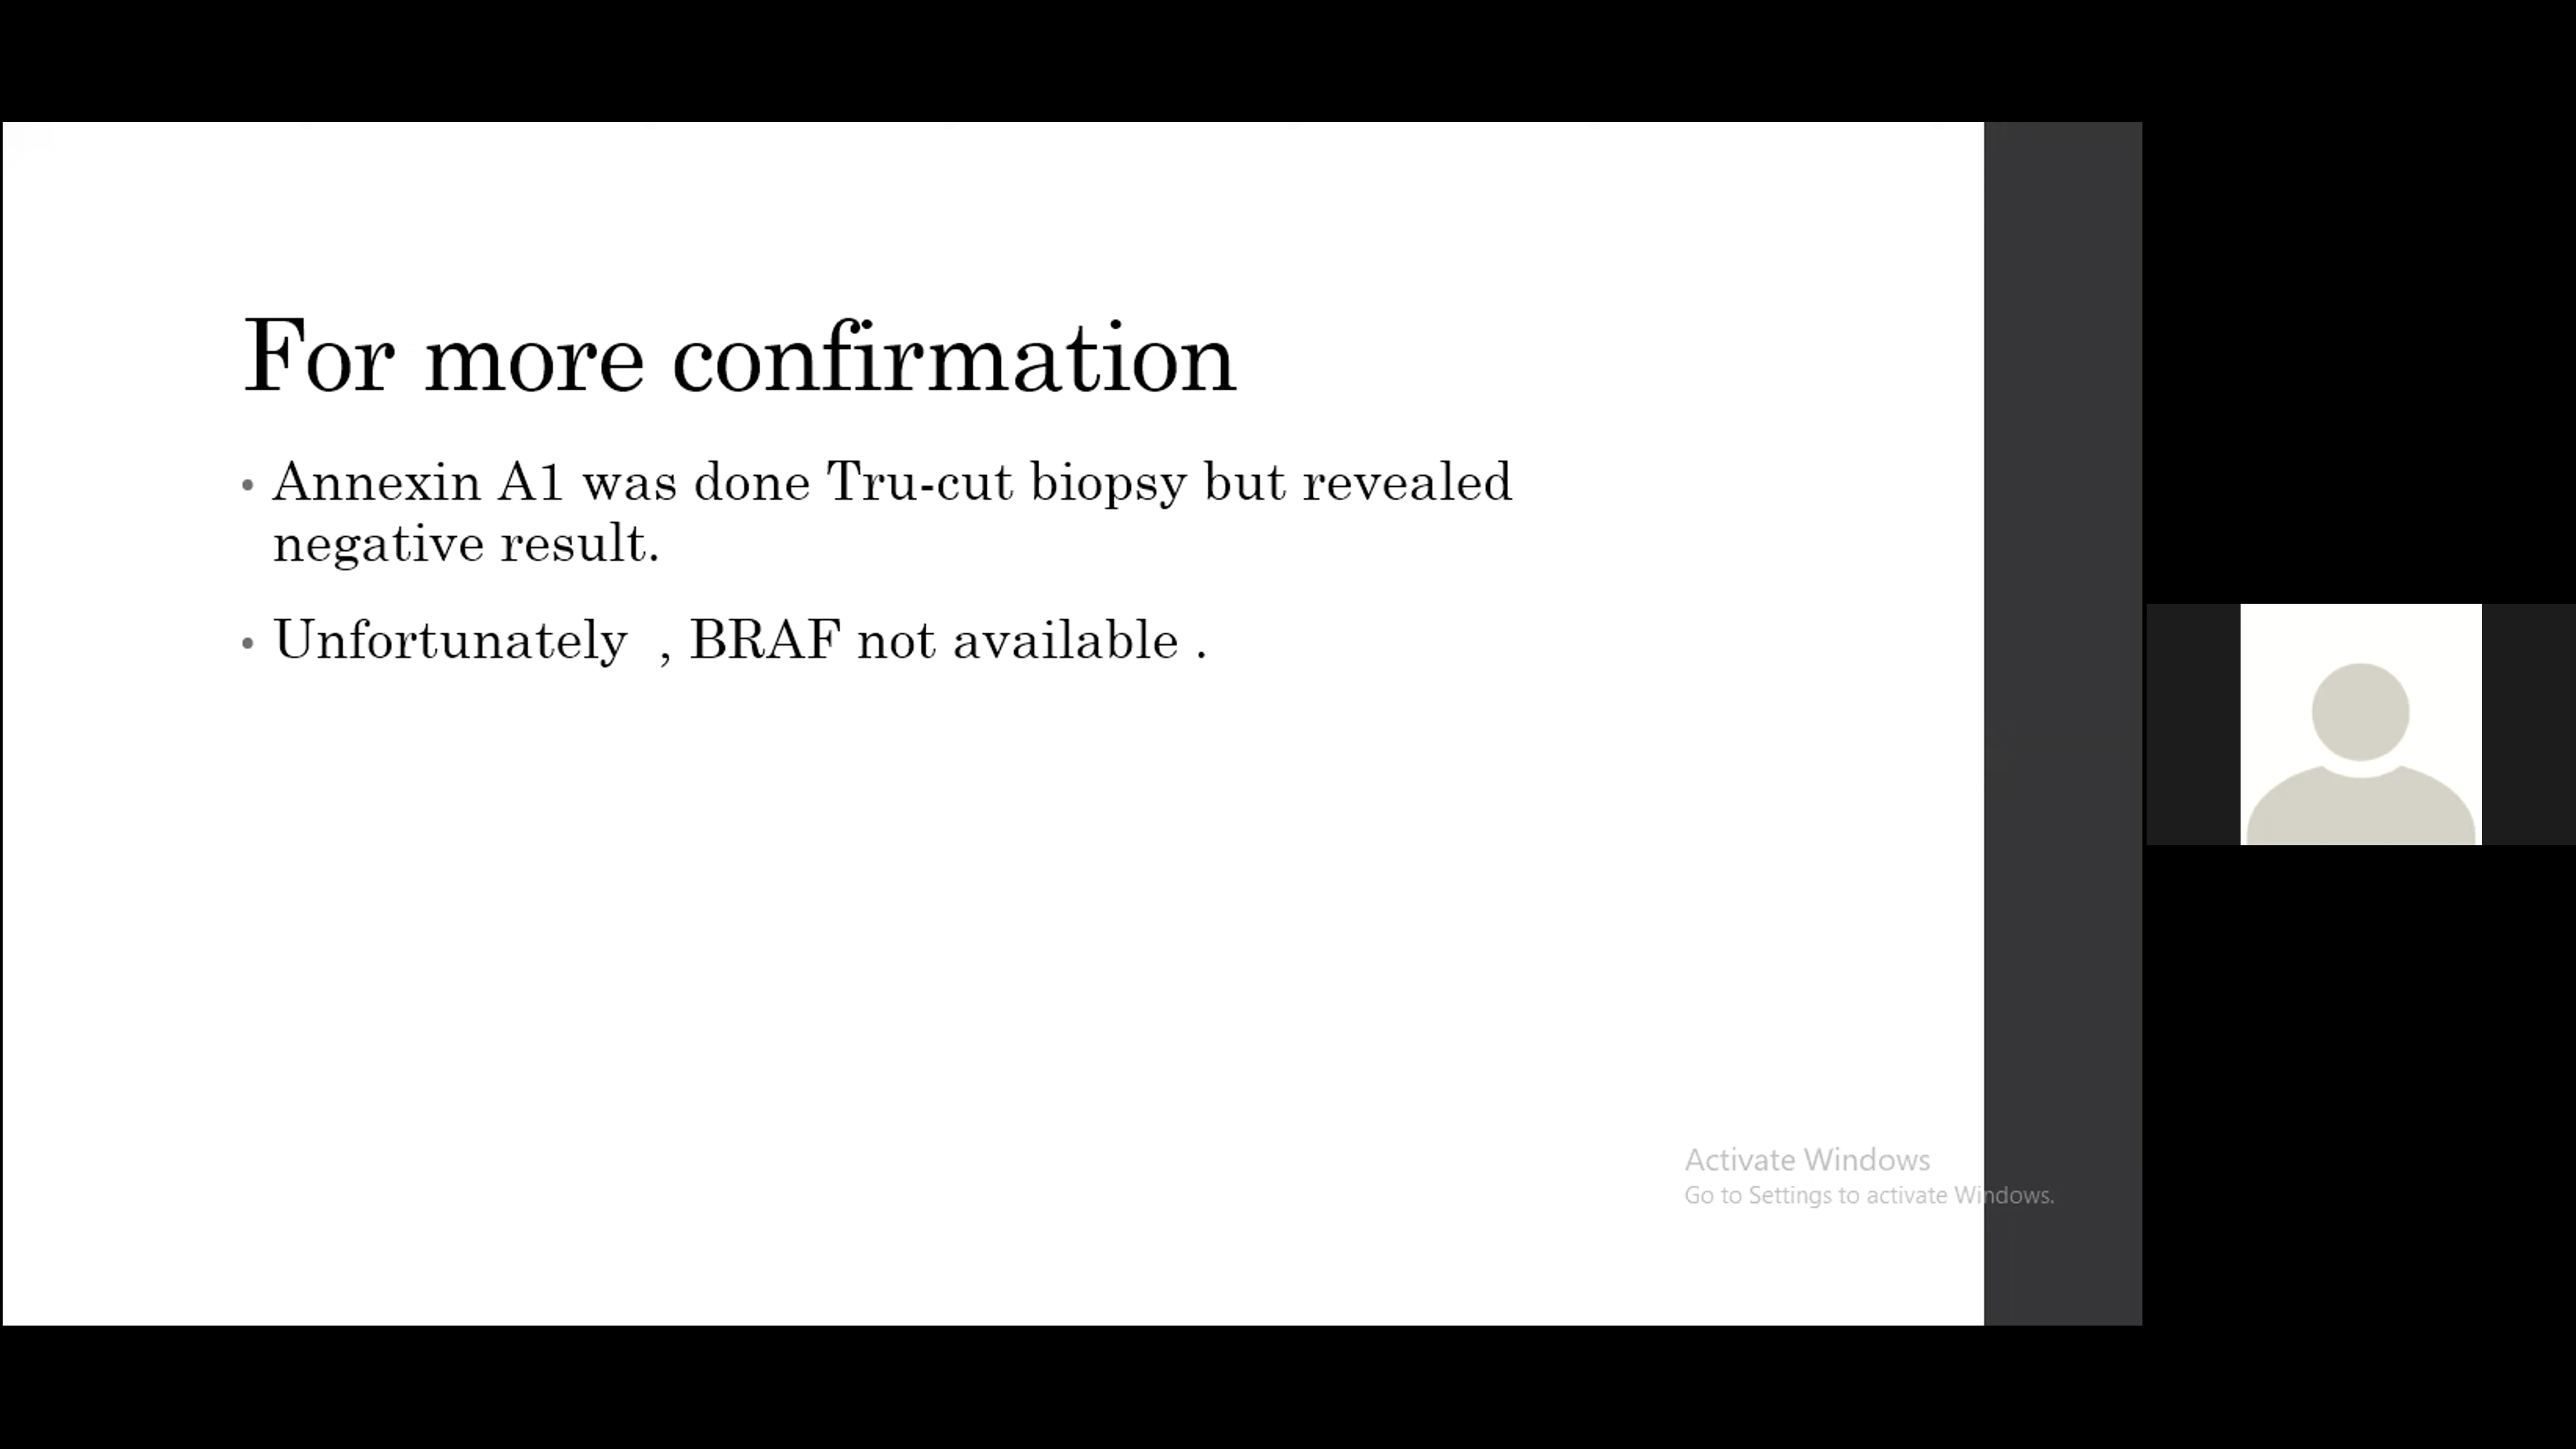 For more confirmation
• Annexin A1 was done Tru-cut biopsy but revealed
negative result.
• Unfortunately , BRAF not available .
Activate Windows
Go to Settings to activate Windows.